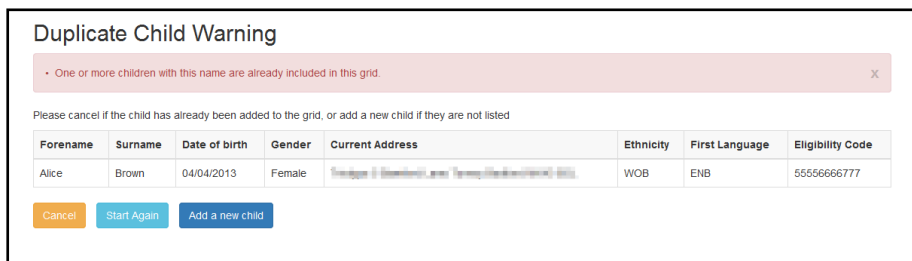 Duplicate Child Warning
• One or more children with this name are already included in this grid. x
Please cancel if the child has already been added to the grid, or add a new child if they are not listed
Forename Surname Date of birth Gender Current Address Ethnicity First Language Eligibility Code
Alice Brown 04/04/2013 Female WOB ENB 55556666777
Cancel Start Again Add a new child